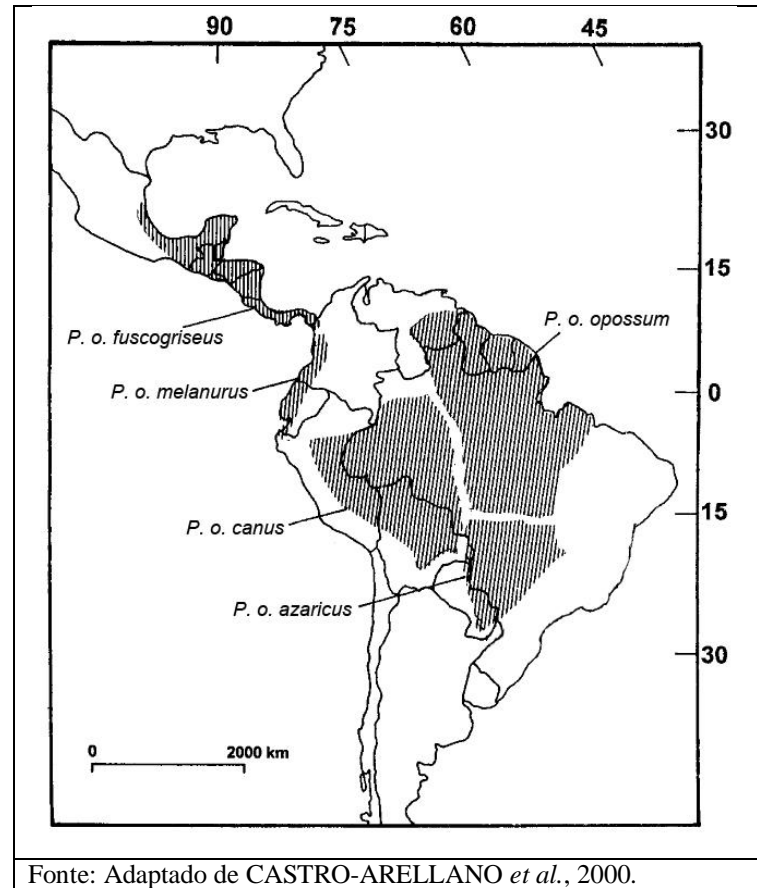 90 75 60 45
30
15
P. o. opossum
P. o. fuscogriseus
P. o. melanurus
0
P. o. canus
15
P. o. azaricus
30
0 2000 km
Fonte: Adaptado de CASTRO-ARELLANO et al., 2000.